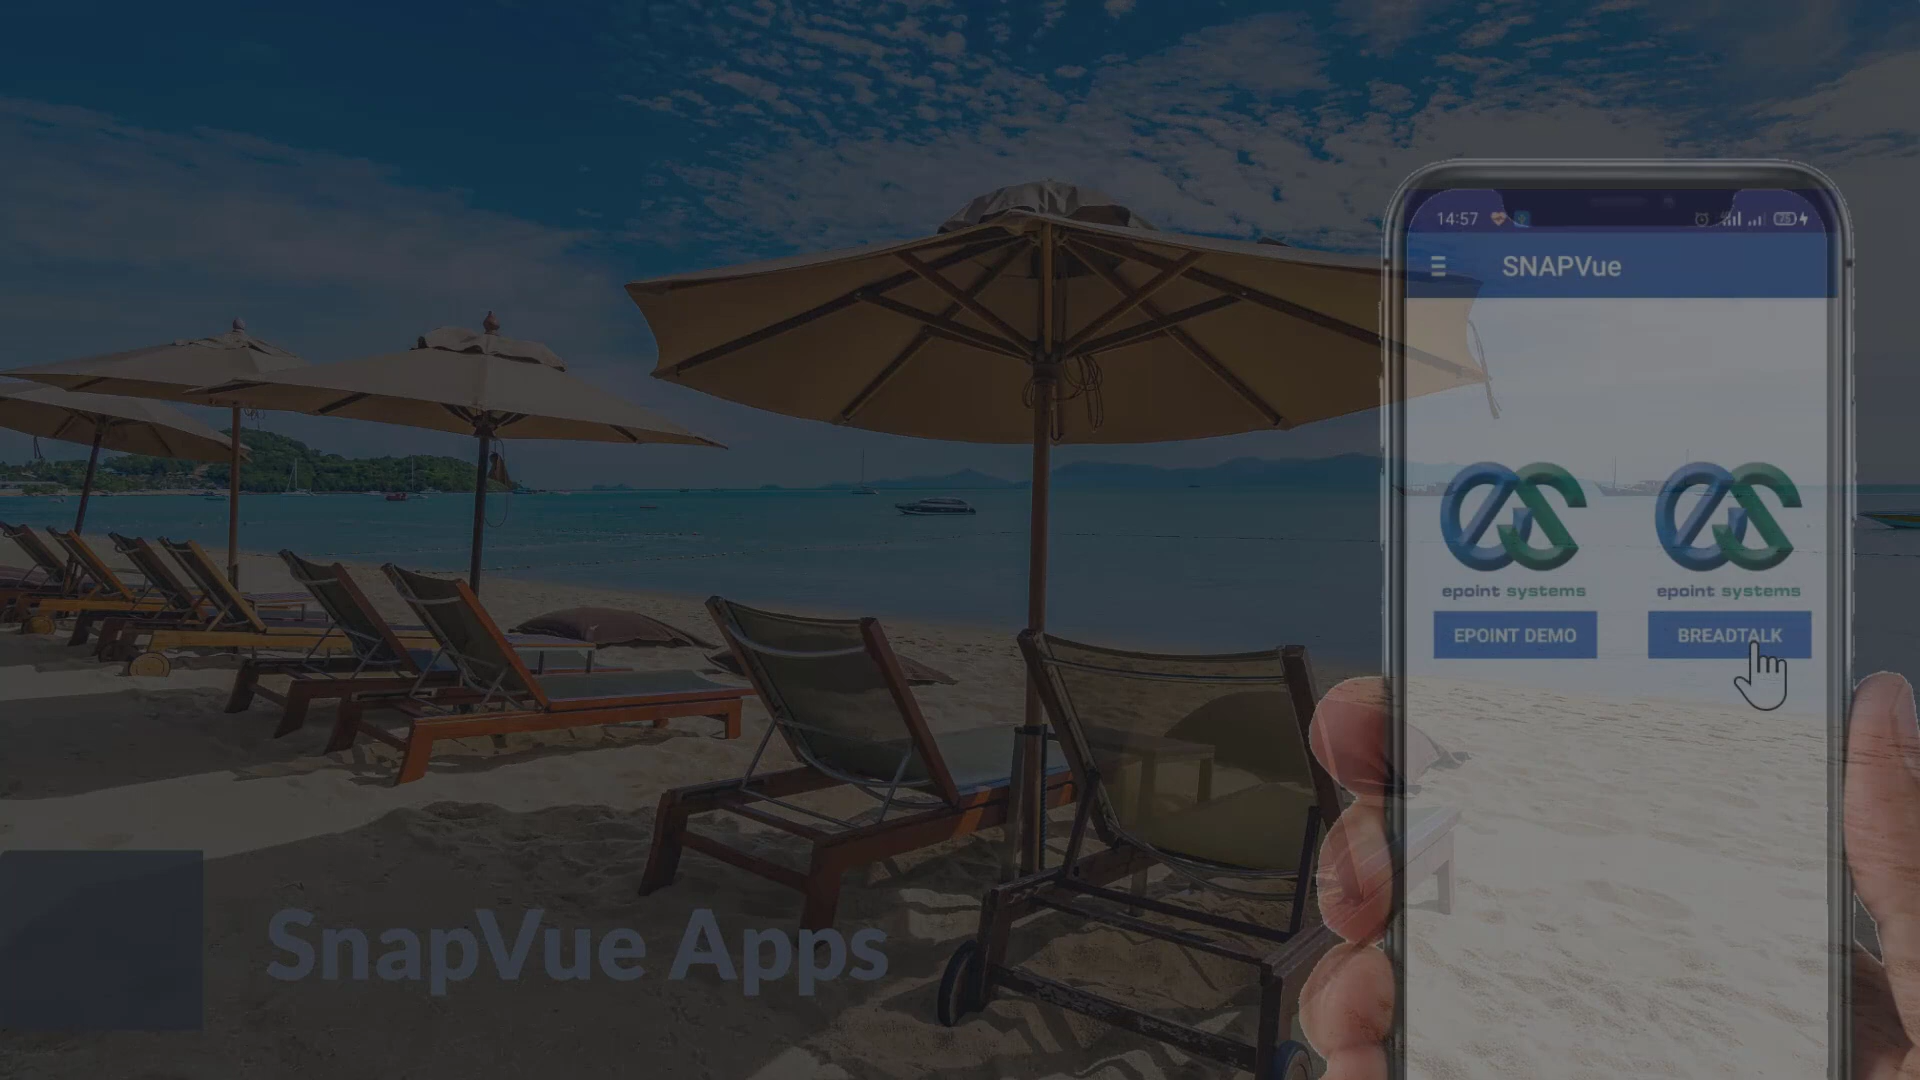 14:57
SNAPVue
epoint systems
epoint systems
EPOINT DEMO
BREADTALK
SnapVue Apps